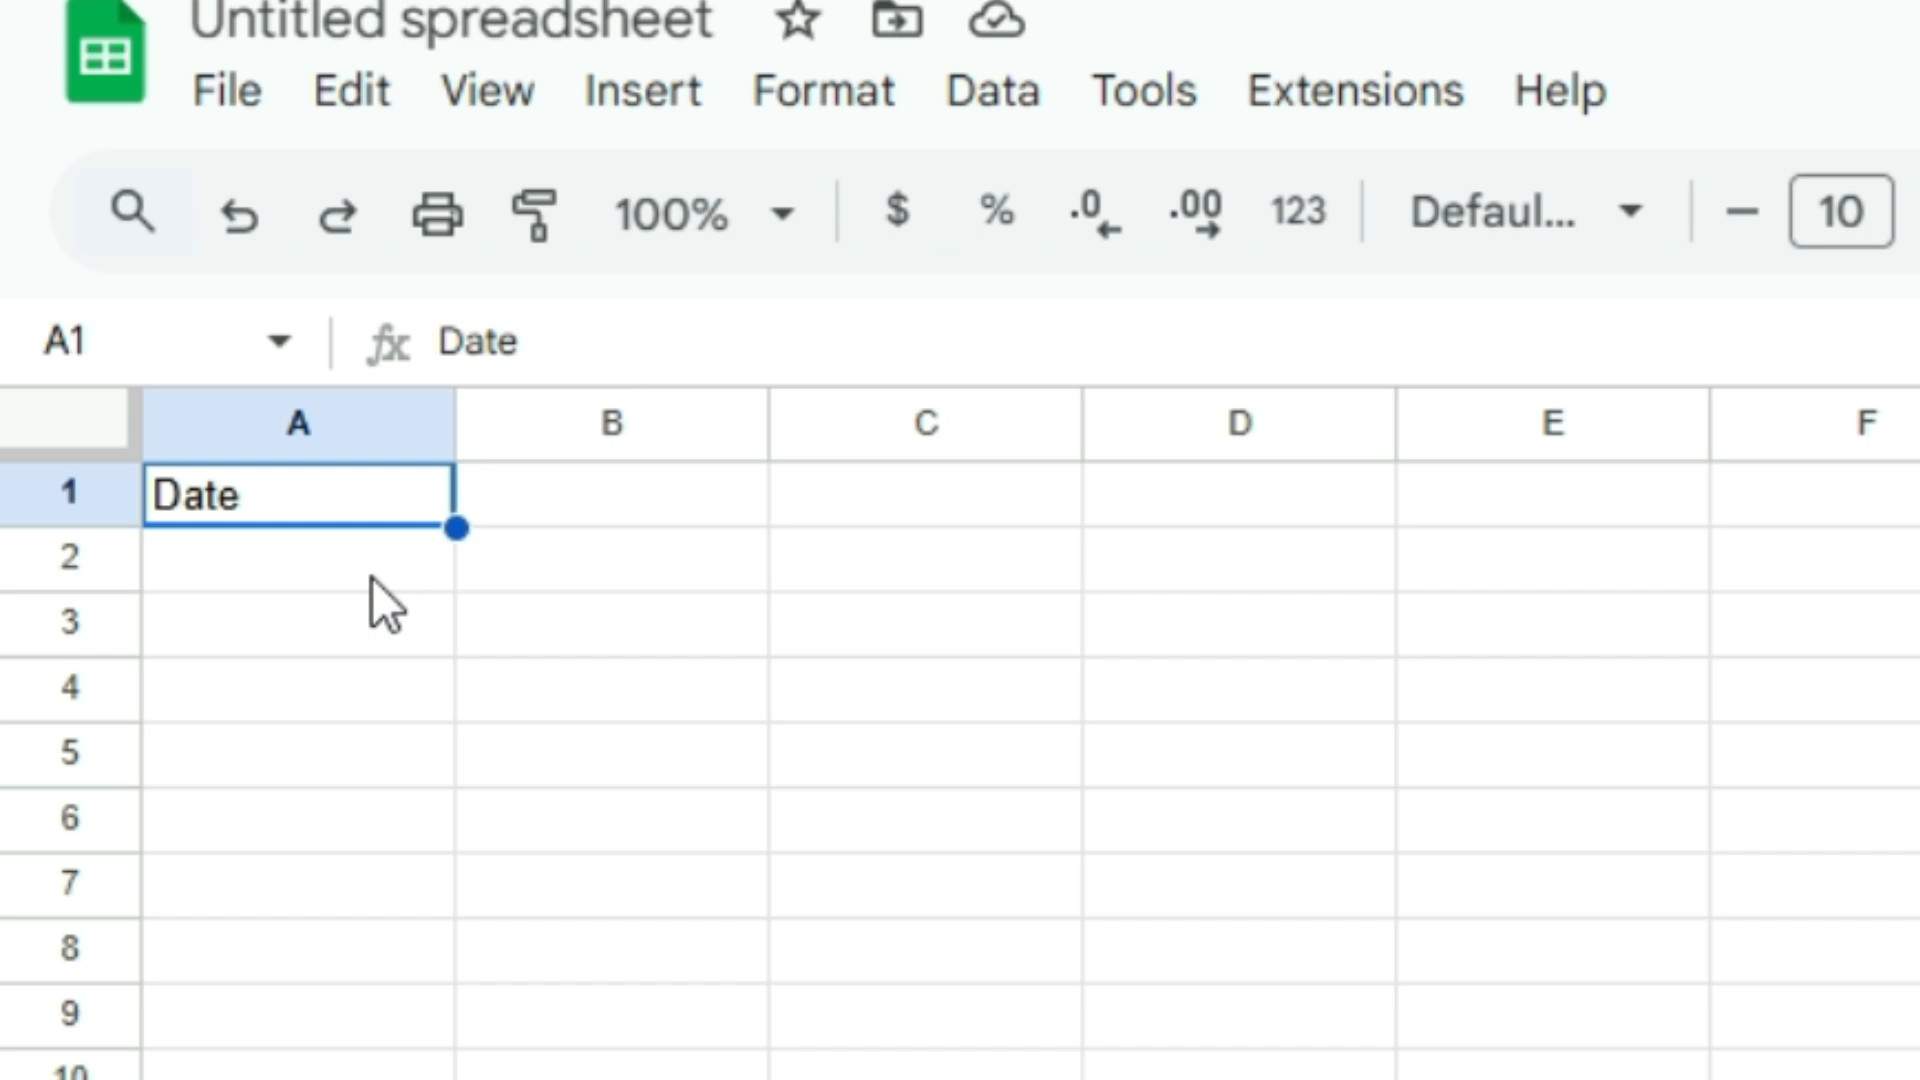 Untitled spreadsheet
File Edit View Insert Format Data Tools Extensions Help
100% $ % .0 .00 123 Defaul... 10
A1 fx Date
A B C D E F
1 Date
2
3
4
5
6
7
8
9
10